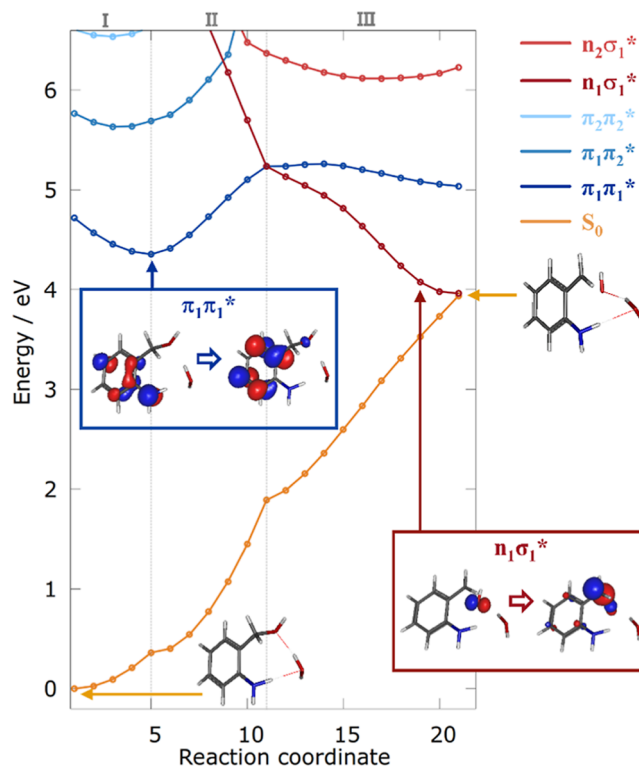 I II III
n₂σ₁*
n₁σ₁*
π₂π₂*
π₁π₂*
π₁π₁*
S₀
6
5
4
3
2
1
0
Energy / eV
π₁π₁*
n₁σ₁*
5 10 15 20
Reaction coordinate